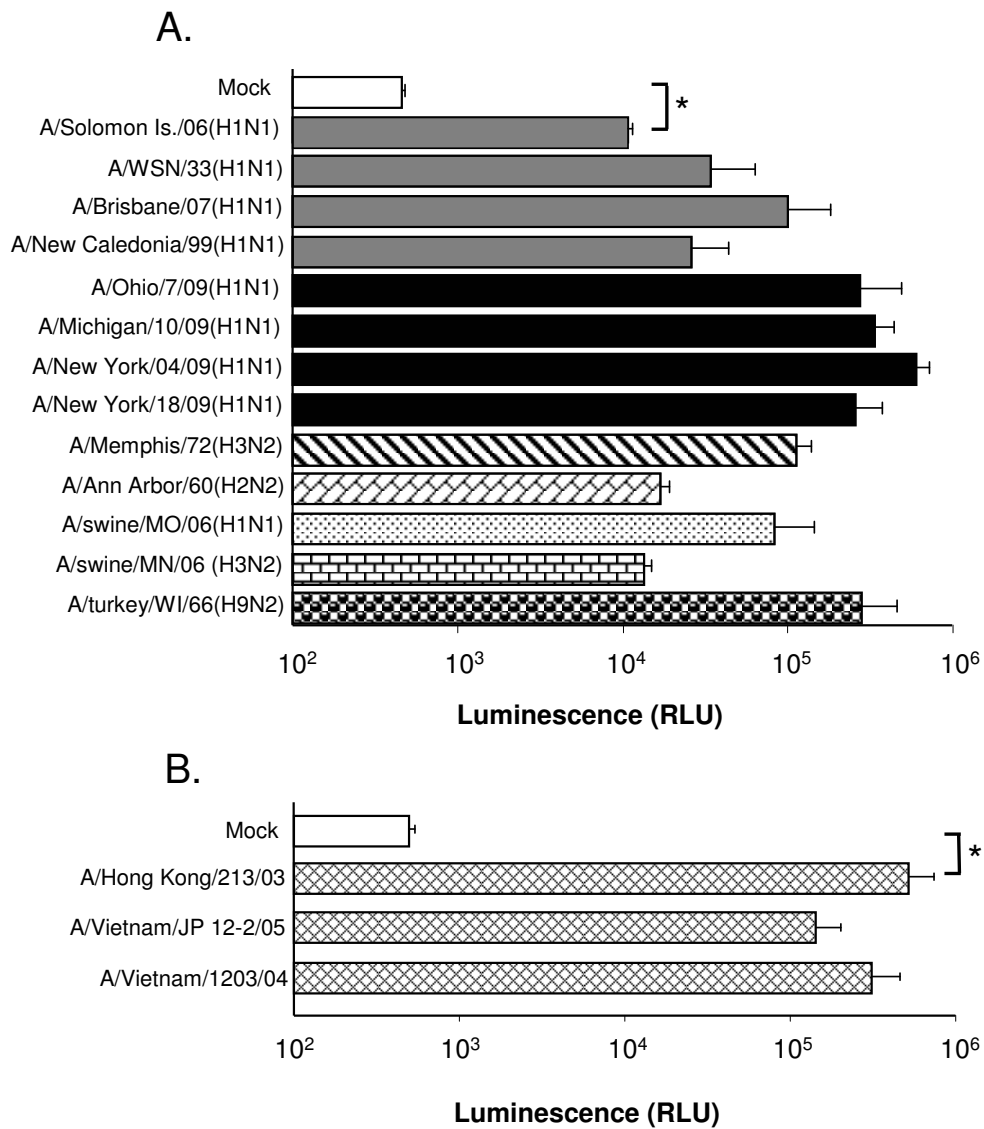 A.
Mock
*
A/Solomon Is./06(H1N1)
A/WSN/33(H1N1)
A/Brisbane/07(H1N1)
A/New Caledonia/99(H1N1)
A/Ohio/7/09(H1N1)
A/Michigan/10/09(H1N1)
A/New York/04/09(H1N1)
A/New York/18/09(H1N1)
A/Memphis/72(H3N2)
A/Ann Arbor/60(H2N2)
A/swine/MO/06(H1N1)
A/swine/MN/06 (H3N2)
A/turkey/WI/66(H9N2)
10² 10³ 10⁴ 10⁵ 10⁶
Luminescence (RLU)
B.
Mock
*
A/Hong Kong/213/03
A/Vietnam/JP 12-2/05
A/Vietnam/1203/04
10² 10³ 10⁴ 10⁵ 10⁶
Luminescence (RLU)